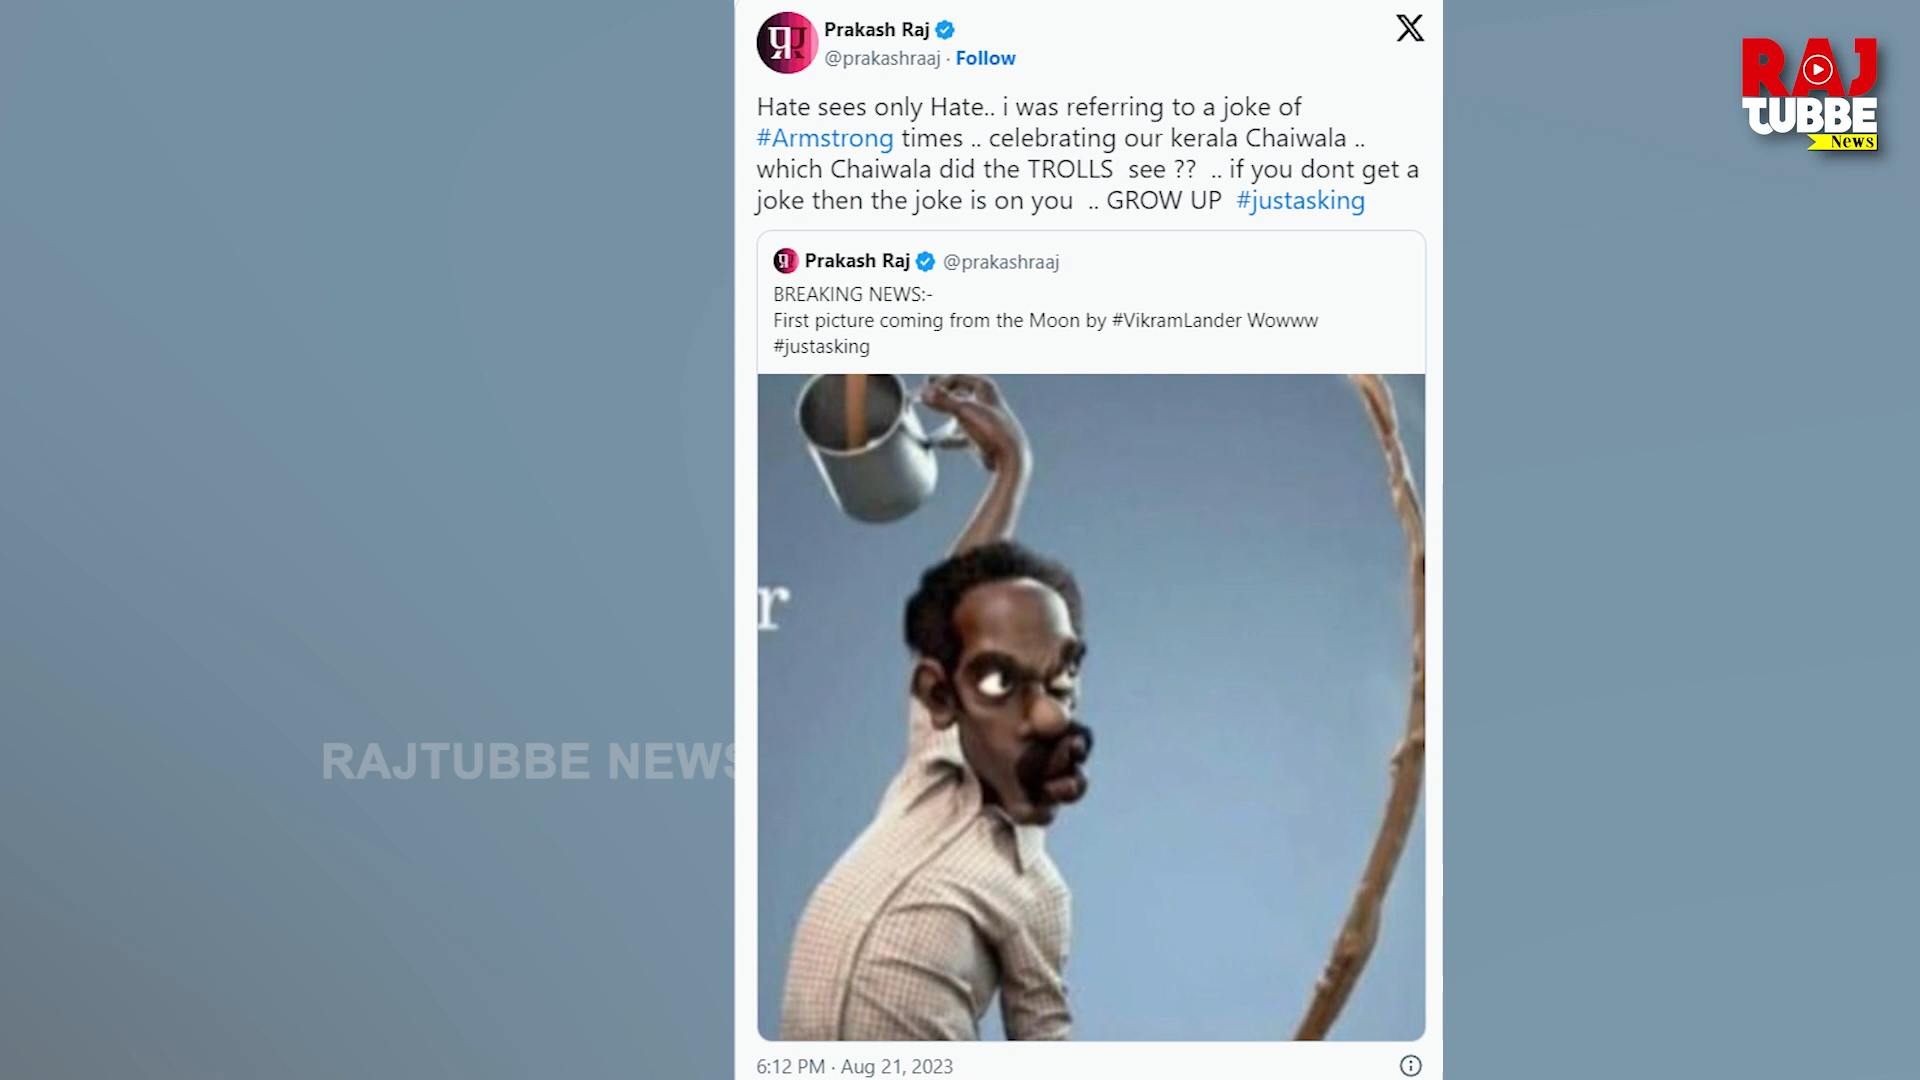 Prakash Raj
@prakashraaj · Follow
Hate sees only Hate.. i was referring to a joke of
#Armstrong times .. celebrating our kerala Chaiwala ..
which Chaiwala did the TROLLS see ?? .. if you dont get a
joke then the joke is on you .. GROW UP #justasking
Prakash Raj @prakashraaj
BREAKING NEWS:-
First picture coming from the Moon by #VikramLander Wowww
#justasking
r
6:12 PM · Aug 21, 2023
RAJTUBBE NEWS
RAJ
TUBBE
News